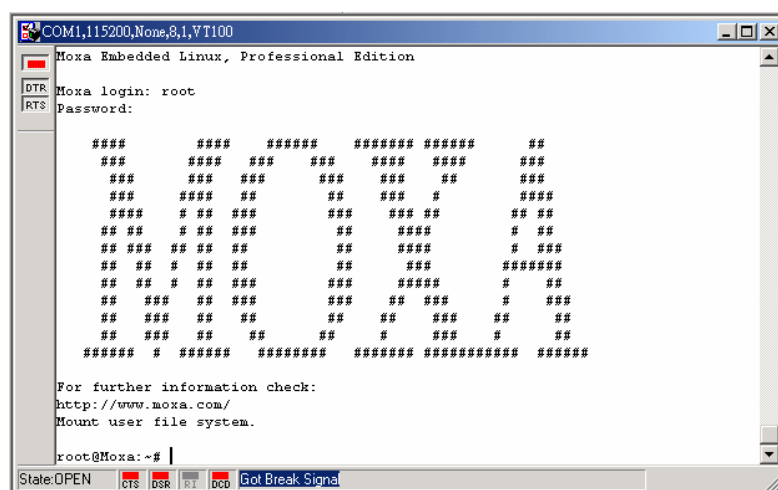 COM1,115200,None,8,1,VT100
Moxa Embedded Linux, Professional Edition
DTR
RTS
Moxa login: root
Password:
MOXA
For further information check:
http://www.moxa.com/
Mount user file system.
root@Moxa:~#
State:OPEN CTS DSR RI DCD Got Break Signal